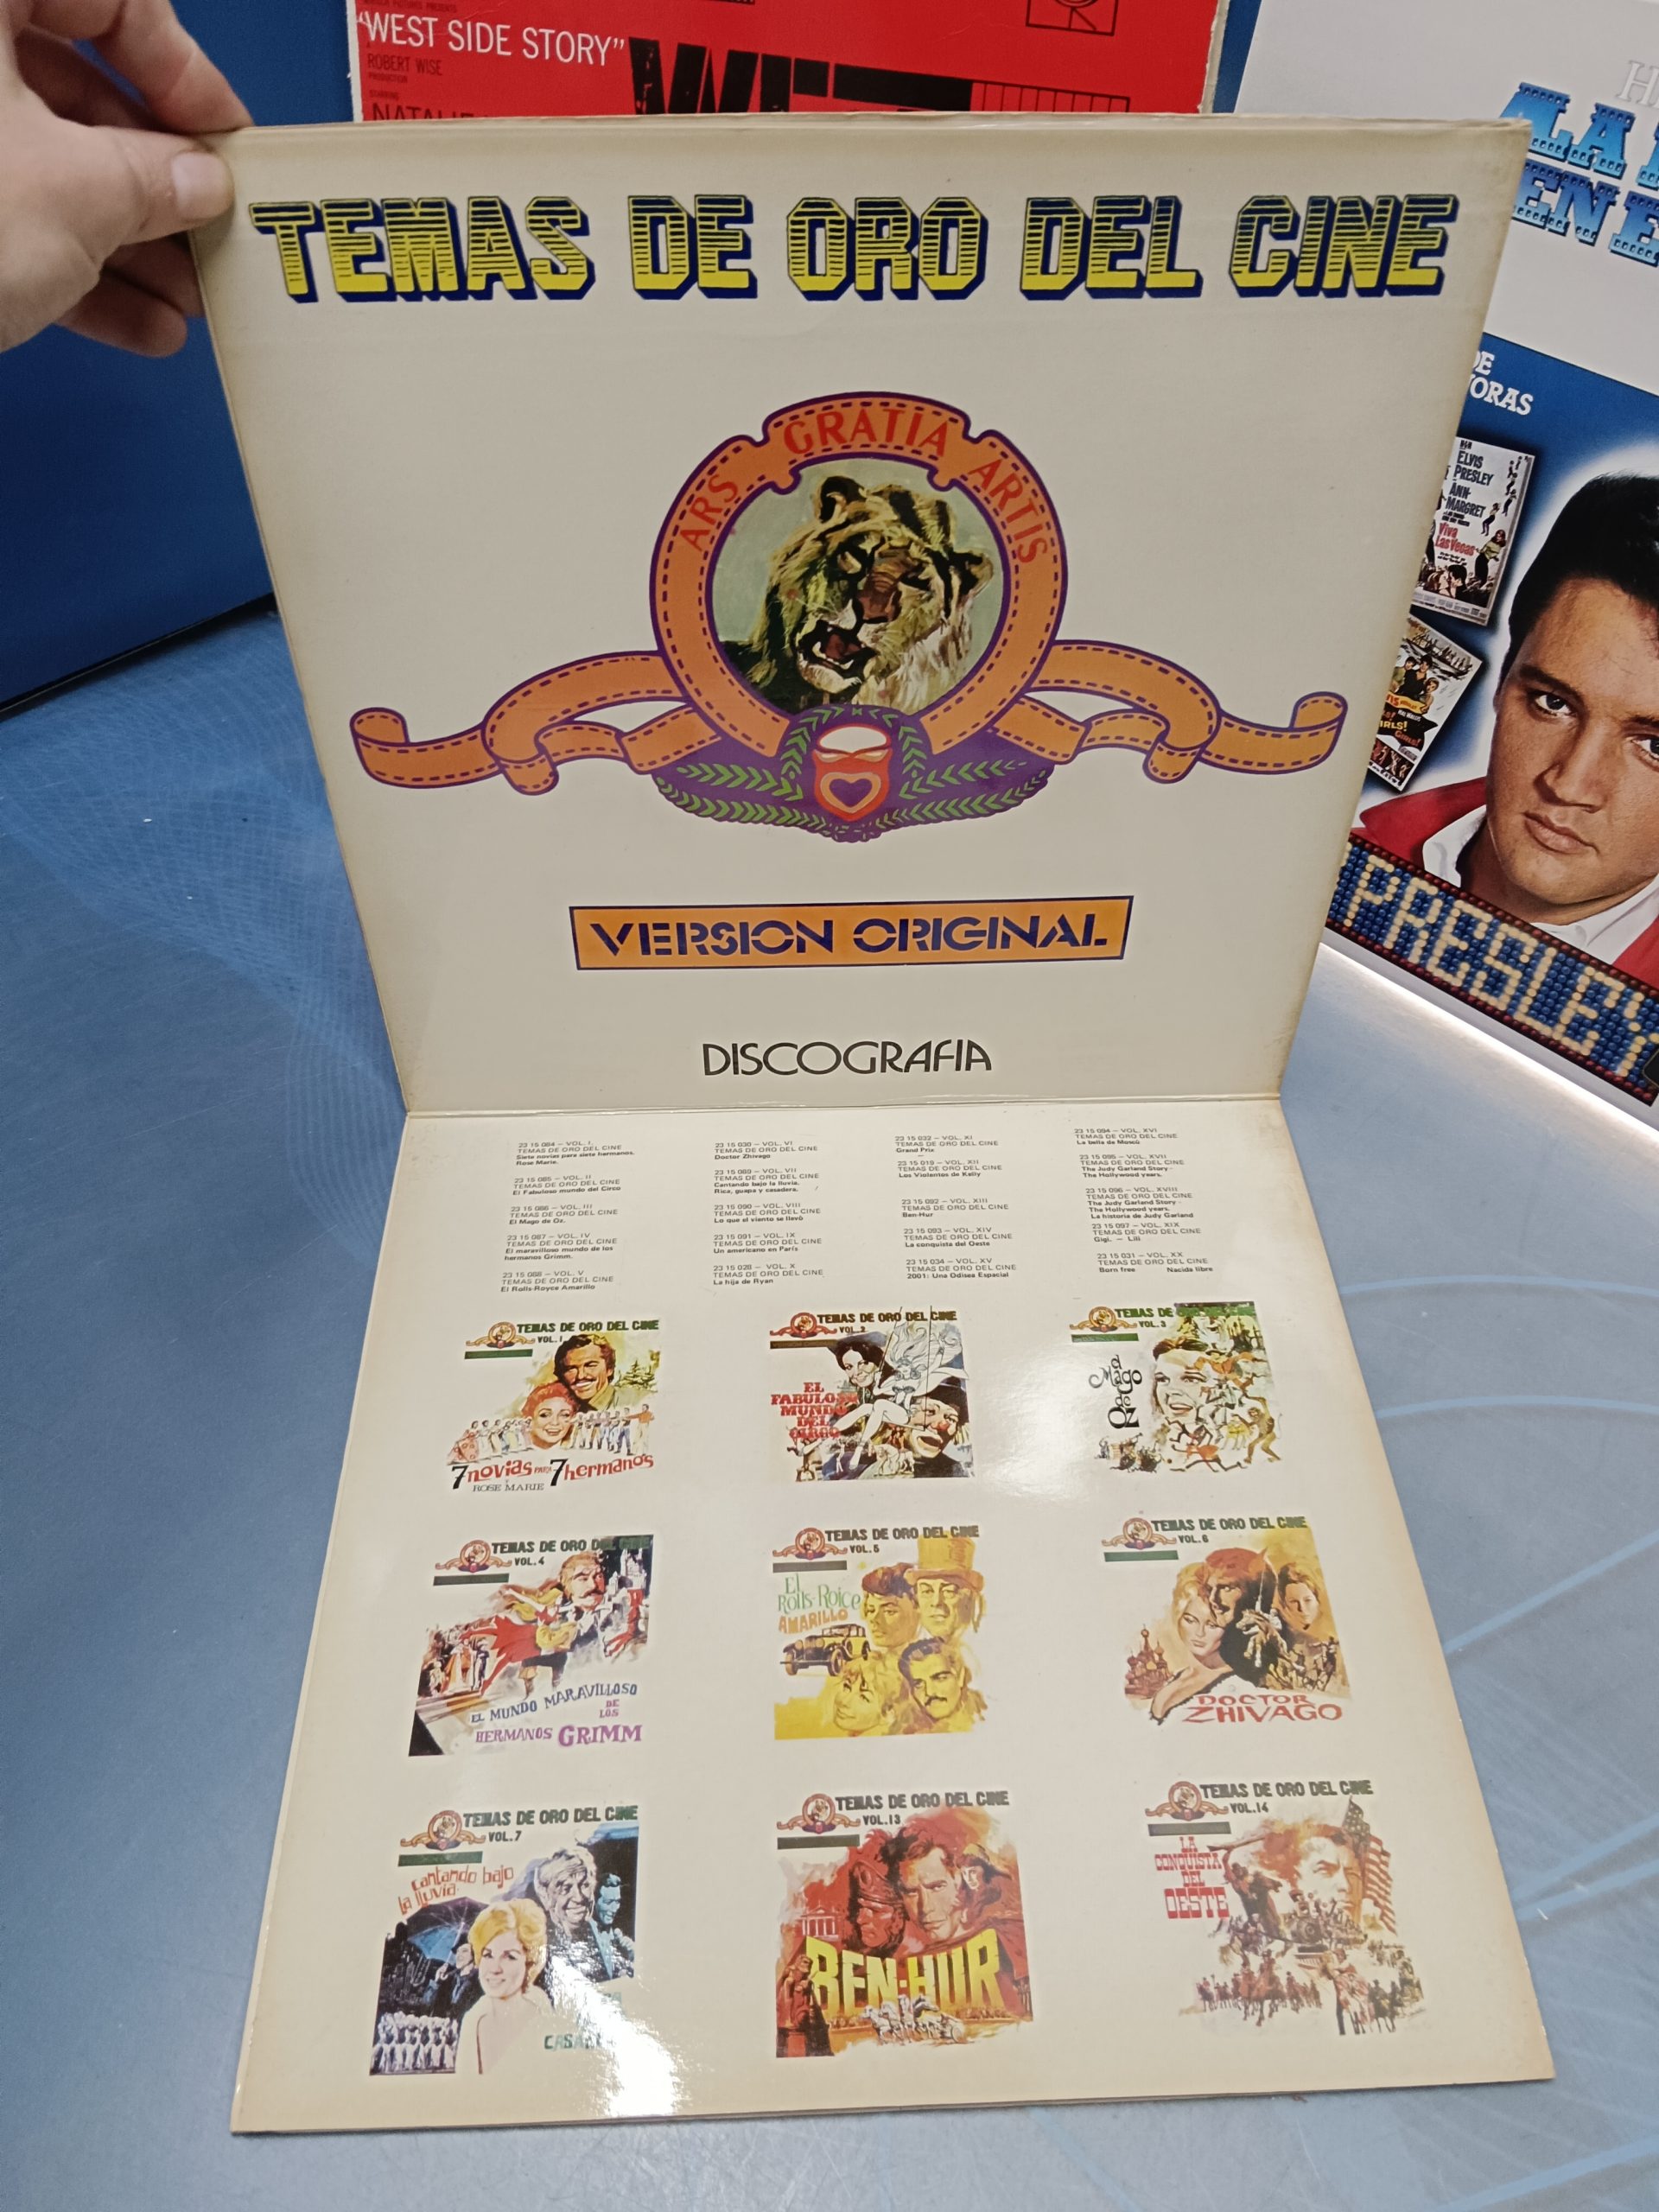 "WEST SIDE STORY"
ROBERT WISE
PRODUCTION
STARRING
TEMAS DE ORO DEL CINE
ARS GRATIA ARTIS
VERSION ORIGINAL
DISCOGRAFIA
23 15 084 — VOL. I.
TEMAS DE ORO DEL CINE
Siete novias para siete hermanos.
Rose Marie.
23 15 085 — VOL. II
TEMAS DE ORO DEL CINE
El Fabuloso mundo del Circo
23 15 086 — VOL. III
TEMAS DE ORO DEL CINE
El Mago de Oz.
23 15 087 — VOL. IV
TEMAS DE ORO DEL CINE
El maravilloso mundo de los
hermanos Grimm.
23 15 088 — VOL. V
TEMAS DE ORO DEL CINE
El Rolls-Royce Amarillo
23 15 030 — VOL. VI
TEMAS DE ORO DEL CINE
Doctor Zhivago
23 15 089 — VOL. VII
TEMAS DE ORO DEL CINE
Cantando bajo la lluvia.
Rica, guapa y casadera.
23 15 090 — VOL. VIII
TEMAS DE ORO DEL CINE
Lo que el viento se llevó
23 15 091 — VOL. IX
TEMAS DE ORO DEL CINE
Un americano en París
23 15 028 — VOL. X
TEMAS DE ORO DEL CINE
La hija de Ryan
23 15 032 — VOL. XI
TEMAS DE ORO DEL CINE
Grand Prix
23 15 019 — VOL. XII
TEMAS DE ORO DEL CINE
Los Violentos de Kelly
23 15 092 — VOL. XIII
TEMAS DE ORO DEL CINE
Ben-Hur
23 15 093 — VOL. XIV
TEMAS DE ORO DEL CINE
La conquista del Oeste
23 15 034 — VOL. XV
TEMAS DE ORO DEL CINE
2001: Una Odisea Espacial
23 15 094 — VOL. XVI
TEMAS DE ORO DEL CINE
La bella de Moscú
23 15 095 — VOL. XVII
TEMAS DE ORO DEL CINE
The Judy Garland Story -
The Hollywood years.
23 15 096 — VOL. XVIII
TEMAS DE ORO DEL CINE
The Judy Garland Story -
The Hollywood years.
La historia de Judy Garland
23 15 097 — VOL. XIX
TEMAS DE ORO DEL CINE
Gigi. — Lili
23 15 031 — VOL. XX
TEMAS DE ORO DEL CINE
Born free Nacida libre
TEMAS DE ORO DEL CINE
VOL. 1
7 novias PARA 7 hermanos
Y
ROSE MARIE
TEMAS DE ORO DEL CINE
VOL. 2
EL
FABULOSO
MUNDO
DEL
CIRCO
TEMAS DE ORO DEL CINE
VOL. 3
el
Mago
de
Oz
TEMAS DE ORO DEL CINE
VOL. 4
EL MUNDO MARAVILLOSO
DE
LOS
HERMANOS GRIMM
TEMAS DE ORO DEL CINE
VOL. 5
El
Rolls-Roice
AMARILLO
TEMAS DE ORO DEL CINE
VOL. 6
DOCTOR
ZHIVAGO
TEMAS DE ORO DEL CINE
VOL. 7
cantando bajo
la lluvia
TEMAS DE ORO DEL CINE
VOL. 13
BEN-HUR
TEMAS DE ORO DEL CINE
VOL. 14
LA
CONQUISTA
DEL
OESTE
LA
EN
DE
ELVIS
PRESLEY
ANN-
MARGRET
Viva
Las Vegas
GIRLS!
PRESLEY